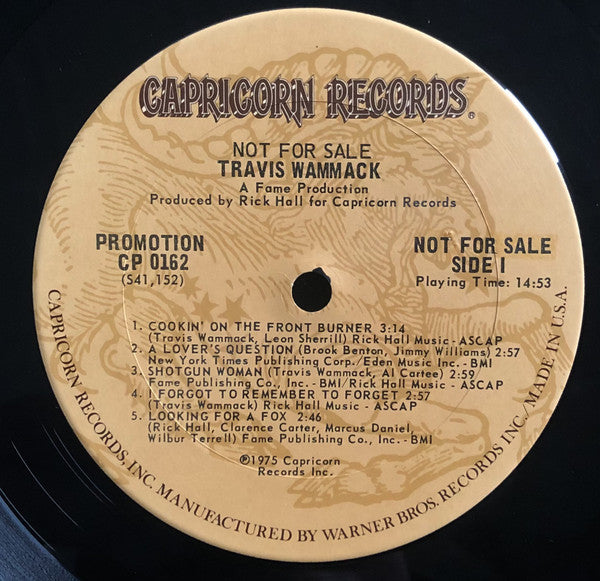 CAPRICORN RECORDS®
NOT FOR SALE
TRAVIS WAMMACK
A Fame Production
Produced by Rick Hall for Capricorn Records
PROMOTION
CP 0162
(S41,152)
NOT FOR SALE
SIDE I
Playing Time: 14:53
1. COOKIN' ON THE FRONT BURNER 3:14
(Travis Wammack, Leon Sherrill) Rick Hall Music - ASCAP
2. A LOVER'S QUESTION (Brook Benton, Jimmy Williams) 2:57
New York Times Publishing Corp./Eden Music Inc. - BMI
3. SHOTGUN WOMAN (Travis Wammack, Al Cartee) 2:59
Fame Publishing Co., Inc. - BMI/Rick Hall Music - ASCAP
4. I FORGOT TO REMEMBER TO FORGET 2:57
(Travis Wammack) Rick Hall Music - ASCAP
5. LOOKING FOR A FOX 2:46
(Rick Hall, Clarence Carter, Marcus Daniel,
Wilbur Terrell) Fame Publishing Co., Inc. - BMI
℗1975 Capricorn
Records Inc.
CAPRICORN RECORDS, INC. MANUFACTURED BY WARNER BROS. RECORDS INC./MADE IN U.S.A.